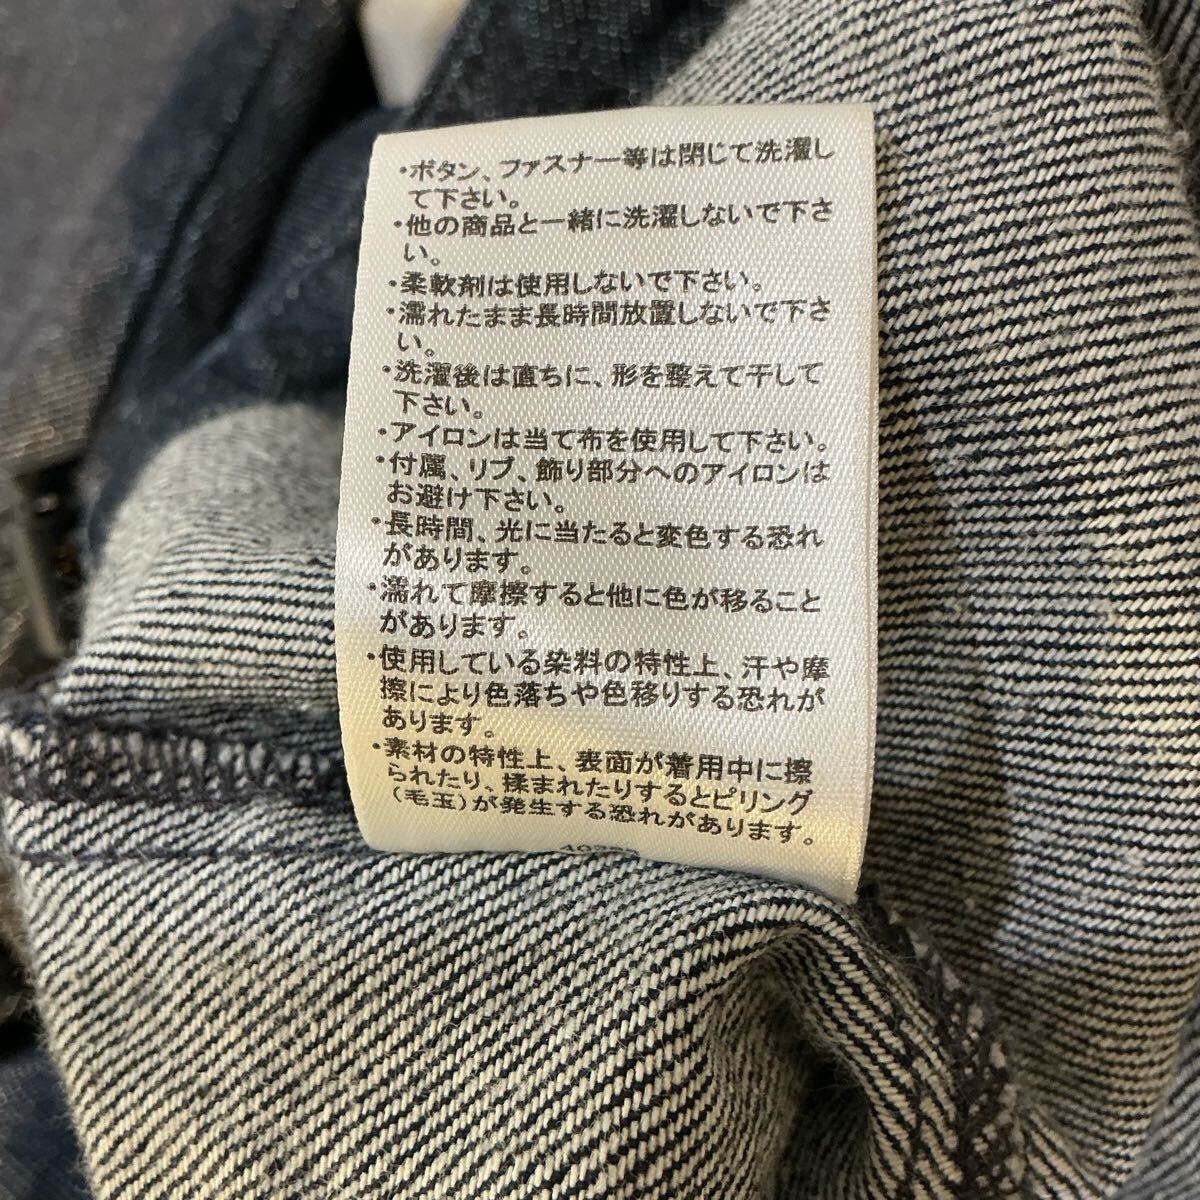 ・ボタン、ファスナー等は閉じて洗濯し
て下さい。
・他の商品と一緒に洗濯しないで下さ
い。
・柔軟剤は使用しないで下さい。
・濡れたまま長時間放置しないで下さ
い。
・洗濯後は直ちに、形を整えて干して
下さい。
・アイロンは当て布を使用して下さい。
・付属、リブ、飾り部分へのアイロンは
お避け下さい。
・長時間、光に当たると変色する恐れ
があります。
・濡れて摩擦すると他に色が移ること
があります。
・使用している染料の特性上、汗や摩
擦により色落ちや色移りする恐れが
あります。
・素材の特性上、表面が着用中に擦
られたり、揉まれたりするとピリング
(毛玉)が発生する恐れがあります。